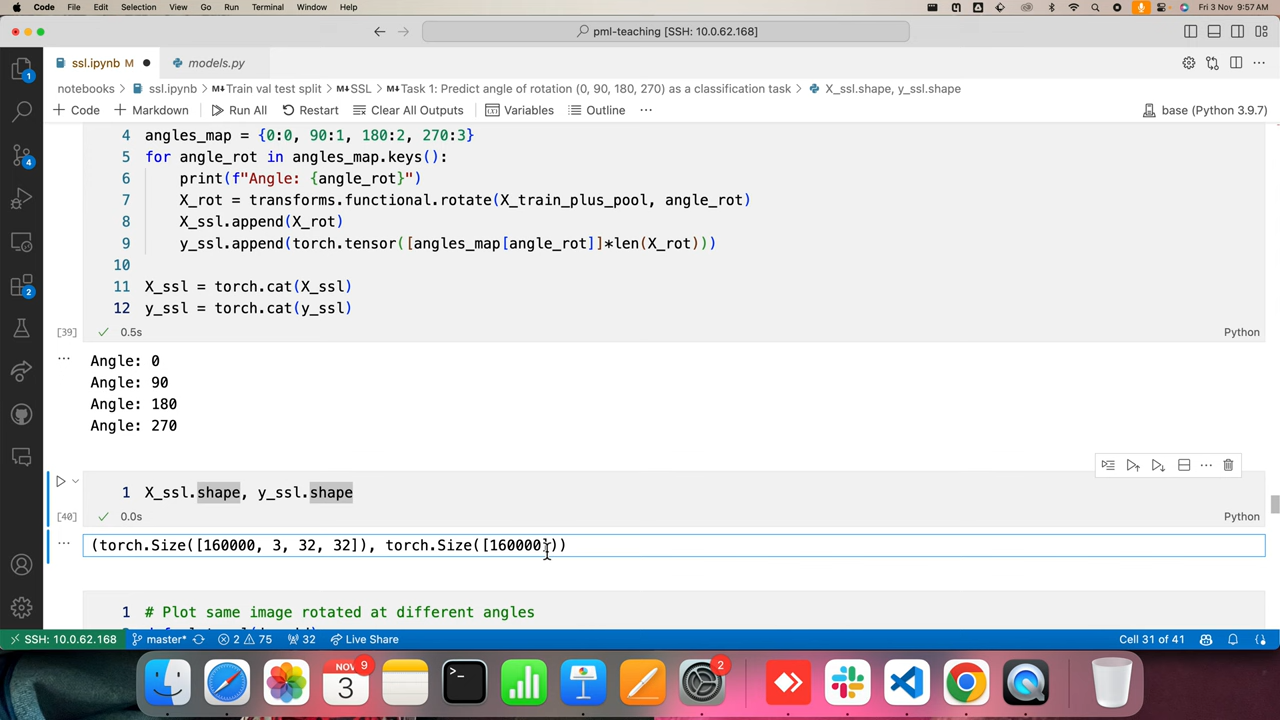 Code File Edit Selection View Go Run Terminal Window Help Fri 3 Nov 9:57 AM
pml-teaching [SSH: 10.0.62.168]
ssl.ipynb M models.py
notebooks > ssl.ipynb > Train val test split > SSL > Task 1: Predict angle of rotation (0, 90, 180, 270) as a classification task > X_ssl.shape, y_ssl.shape
+ Code + Markdown Run All Restart Clear All Outputs Variables Outline ... base (Python 3.9.7)
4 angles_map = {0:0, 90:1, 180:2, 270:3}
5 for angle_rot in angles_map.keys():
6 print(f"Angle: {angle_rot}")
7 X_rot = transforms.functional.rotate(X_train_plus_pool, angle_rot)
8 X_ssl.append(X_rot)
9 y_ssl.append(torch.tensor([angles_map[angle_rot]]*len(X_rot)))
10
11 X_ssl = torch.cat(X_ssl)
12 y_ssl = torch.cat(y_ssl)
[39] 0.5s Python
Angle: 0
Angle: 90
Angle: 180
Angle: 270
1 X_ssl.shape, y_ssl.shape
[40] 0.0s Python
(torch.Size([160000, 3, 32, 32]), torch.Size([160000]))
1 # Plot same image rotated at different angles
SSH: 10.0.62.168 master* 2 75 32 Live Share Cell 31 of 41
1
4
2
NOV 9
3
2